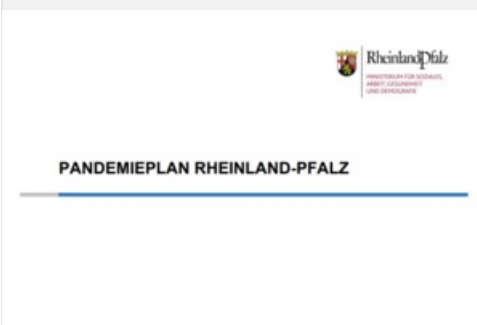 RheinlandPfalz
MINISTERIUM FÜR SOZIALES,
ARBEIT, GESUNDHEIT
UND DEMOGRAFIE
PANDEMIEPLAN RHEINLAND-PFALZ